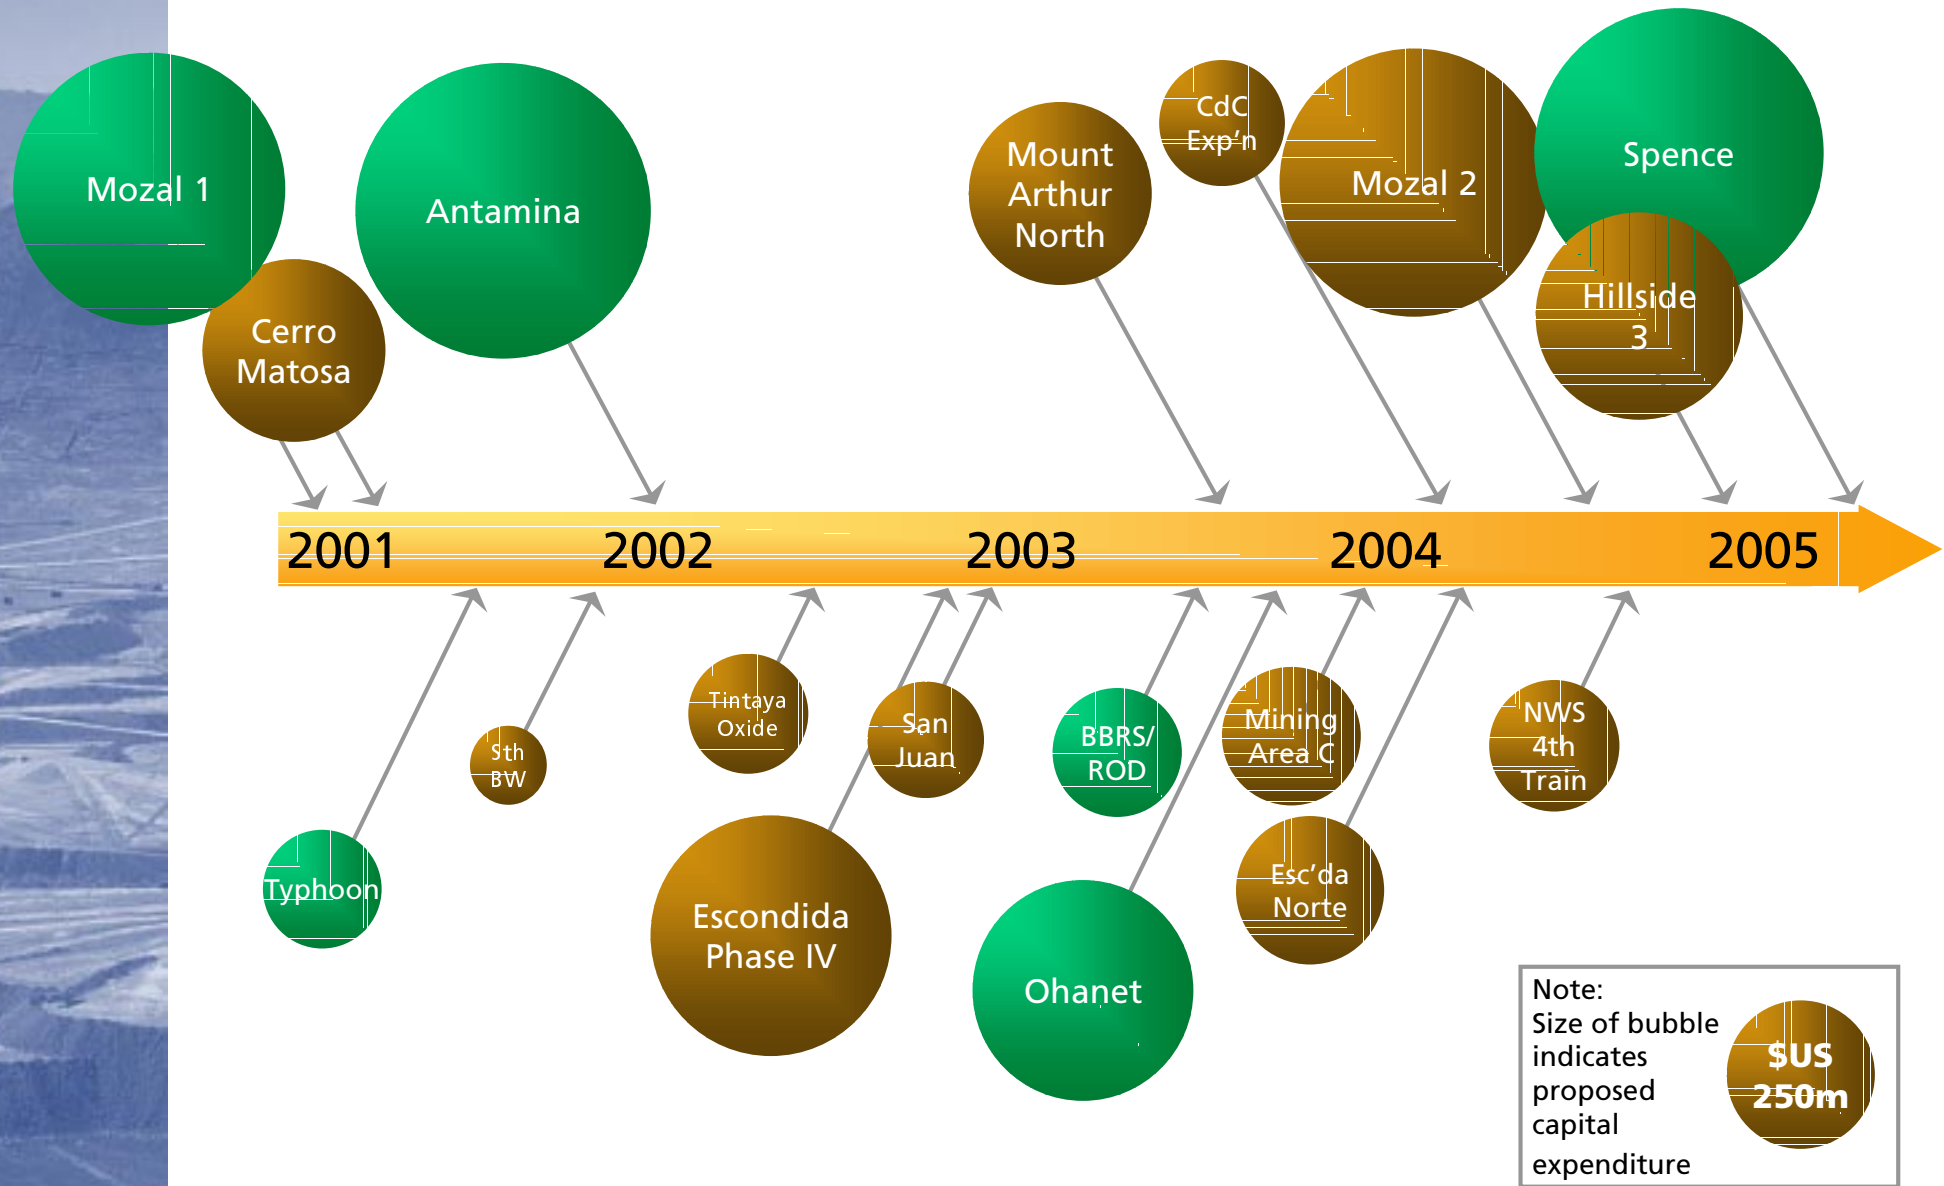 Mozal 1
Cerro
Matosa
Antamina
Mount
Arthur
North
CdC
Exp’n
Mozal 2
Spence
Hillside
3
2001 2002 2003 2004 2005
Typhoon
Sth
BW
Tintaya
Oxide
Escondida
Phase IV
San
Juan
BBRS/
ROD
Ohanet
Mining
Area C
Esc’da
Norte
NWS
4th
Train
Note:
Size of bubble
indicates
proposed
capital
expenditure
$US
250m